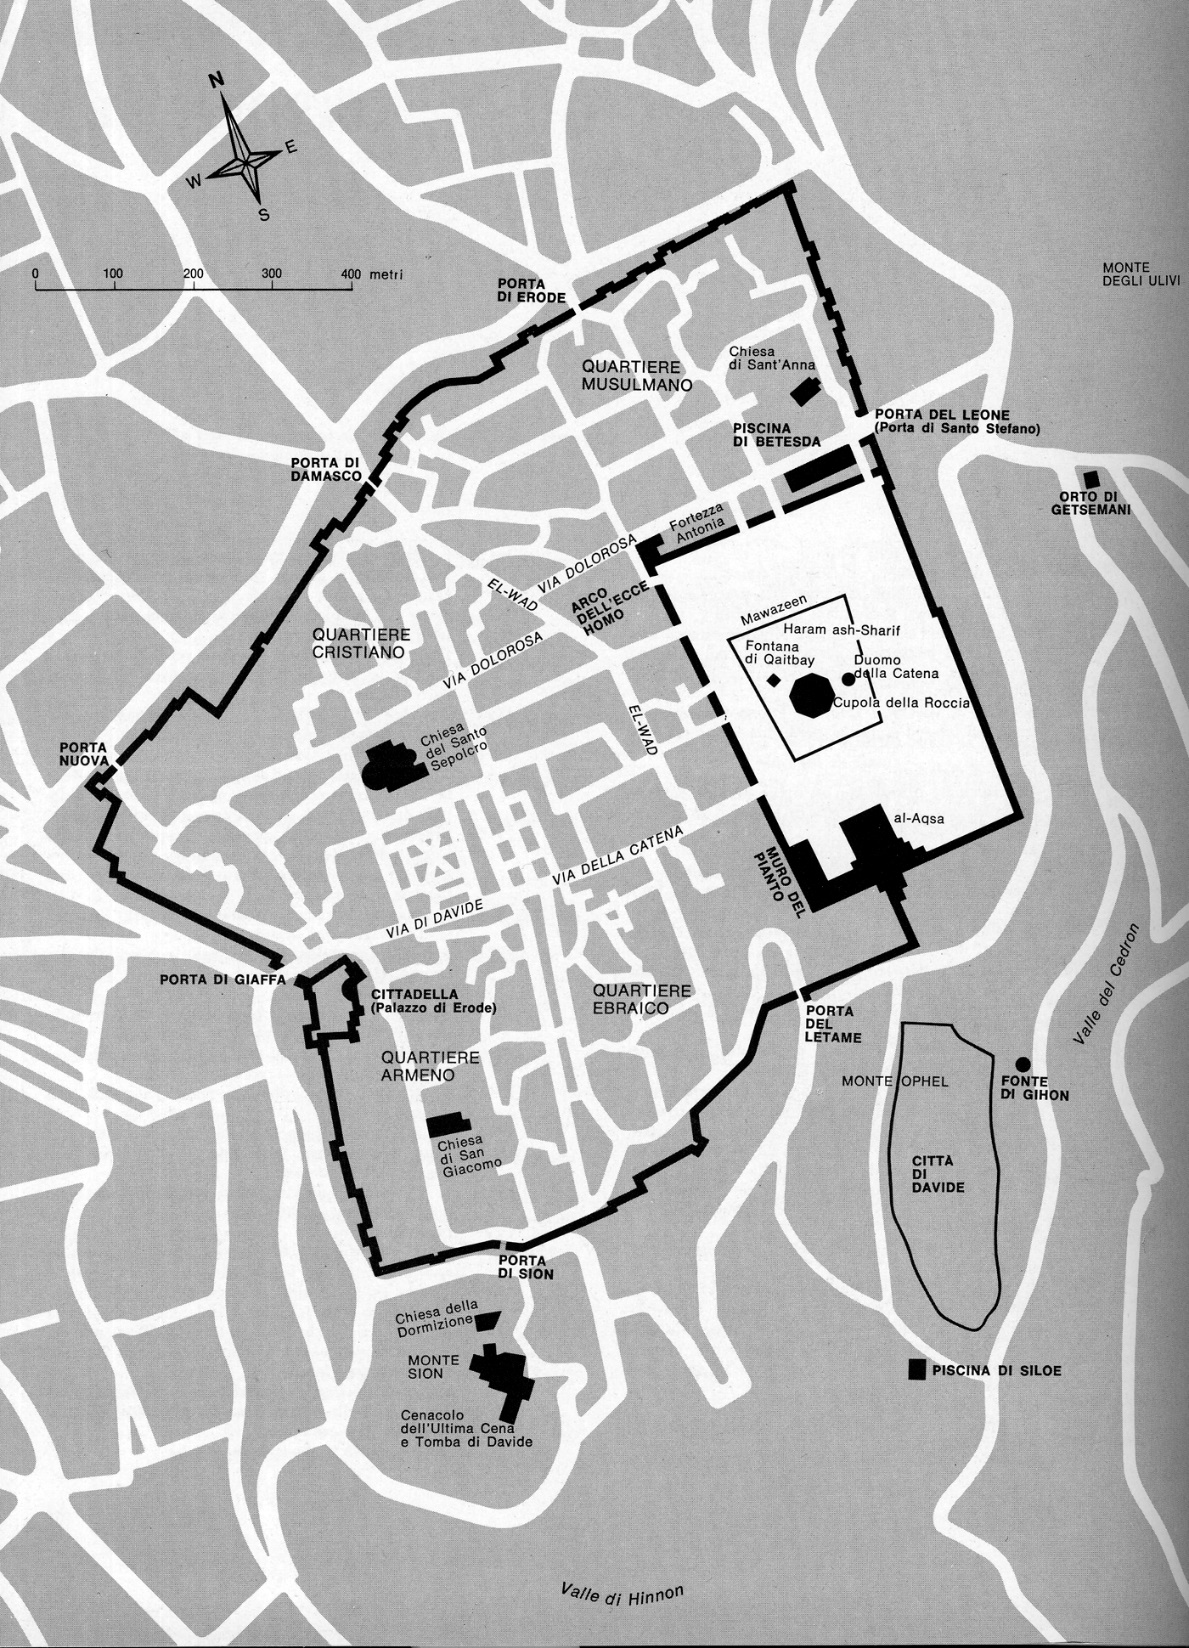 N
E
W
S
0 100 200 300 400 metri
MONTE
DEGLI ULIVI
PORTA
DI ERODE
Chiesa
di Sant'Anna
QUARTIERE
MUSULMANO
PORTA DEL LEONE
(Porta di Santo Stefano)
PISCINA
DI BETESDA
PORTA DI
DAMASCO
ORTO DI
GETSEMANI
Fortezza
Antonia
VIA DOLOROSA
EL-WAD
ARCO
DELL'ECCE
HOMO
Mawazeen
Haram ash-Sharif
QUARTIERE
CRISTIANO
VIA DOLOROSA
Fontana
di Qaitbay
Duomo
della Catena
Cupola della Roccia
EL-WAD
Chiesa
del Santo
Sepolcro
PORTA
NUOVA
al-Aqsa
VIA DELLA CATENA
MURO DEL
PIANTO
VIA DI DAVIDE
PORTA DI GIAFFA
CITTADELLA
(Palazzo di Erode)
QUARTIERE
EBRAICO
PORTA
DEL
LETAME
Valle del Cedron
QUARTIERE
ARMENO
MONTE OPHEL
FONTE
DI GIHON
Chiesa
di San
Giacomo
CITTÀ
DI
DAVIDE
PORTA
DI SION
Chiesa della
Dormizione
MONTE
SION
PISCINA DI SILOE
Cenacolo
dell'Ultima Cena
e Tomba di Davide
Valle di Hinnon